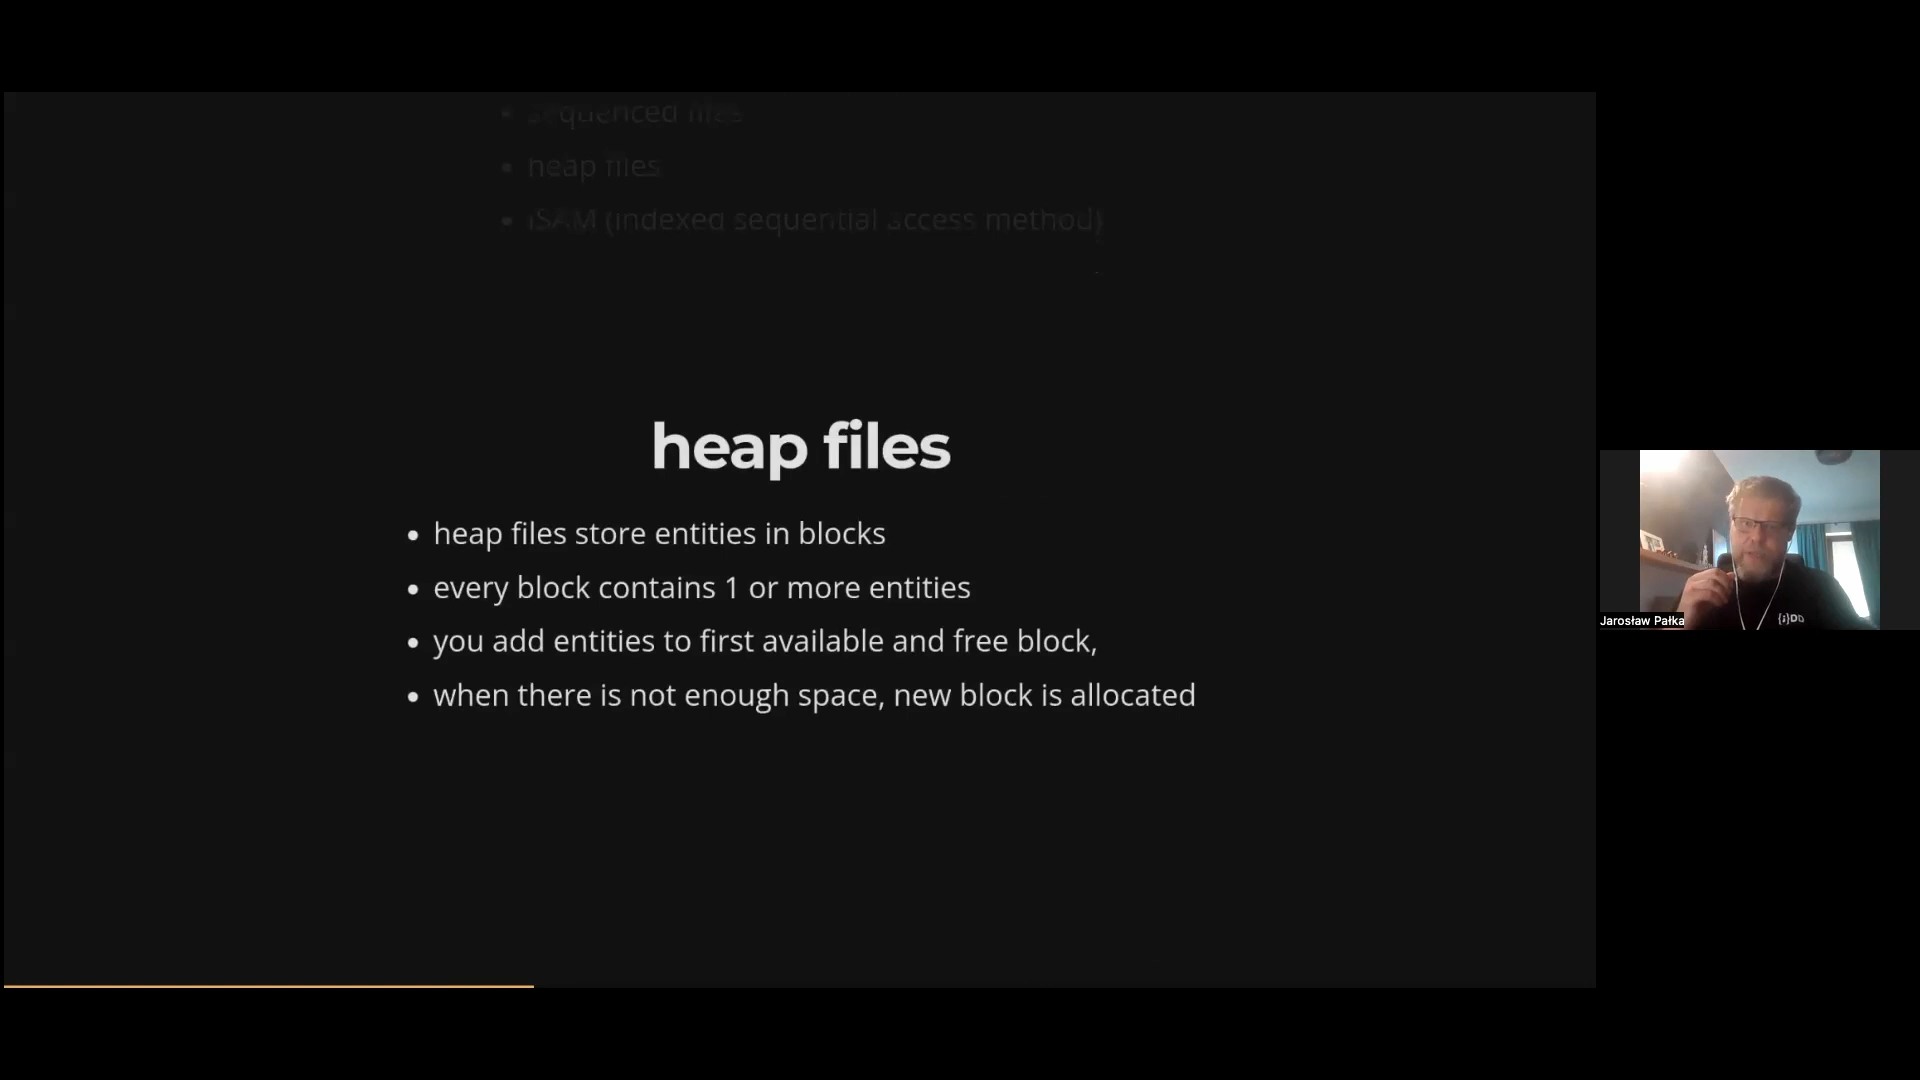 sequenced files
heap files
ISAM (indexed sequential access method)
heap files
heap files store entities in blocks
every block contains 1 or more entities
you add entities to first available and free block,
when there is not enough space, new block is allocated
Jarosław Pałka
{j}DD